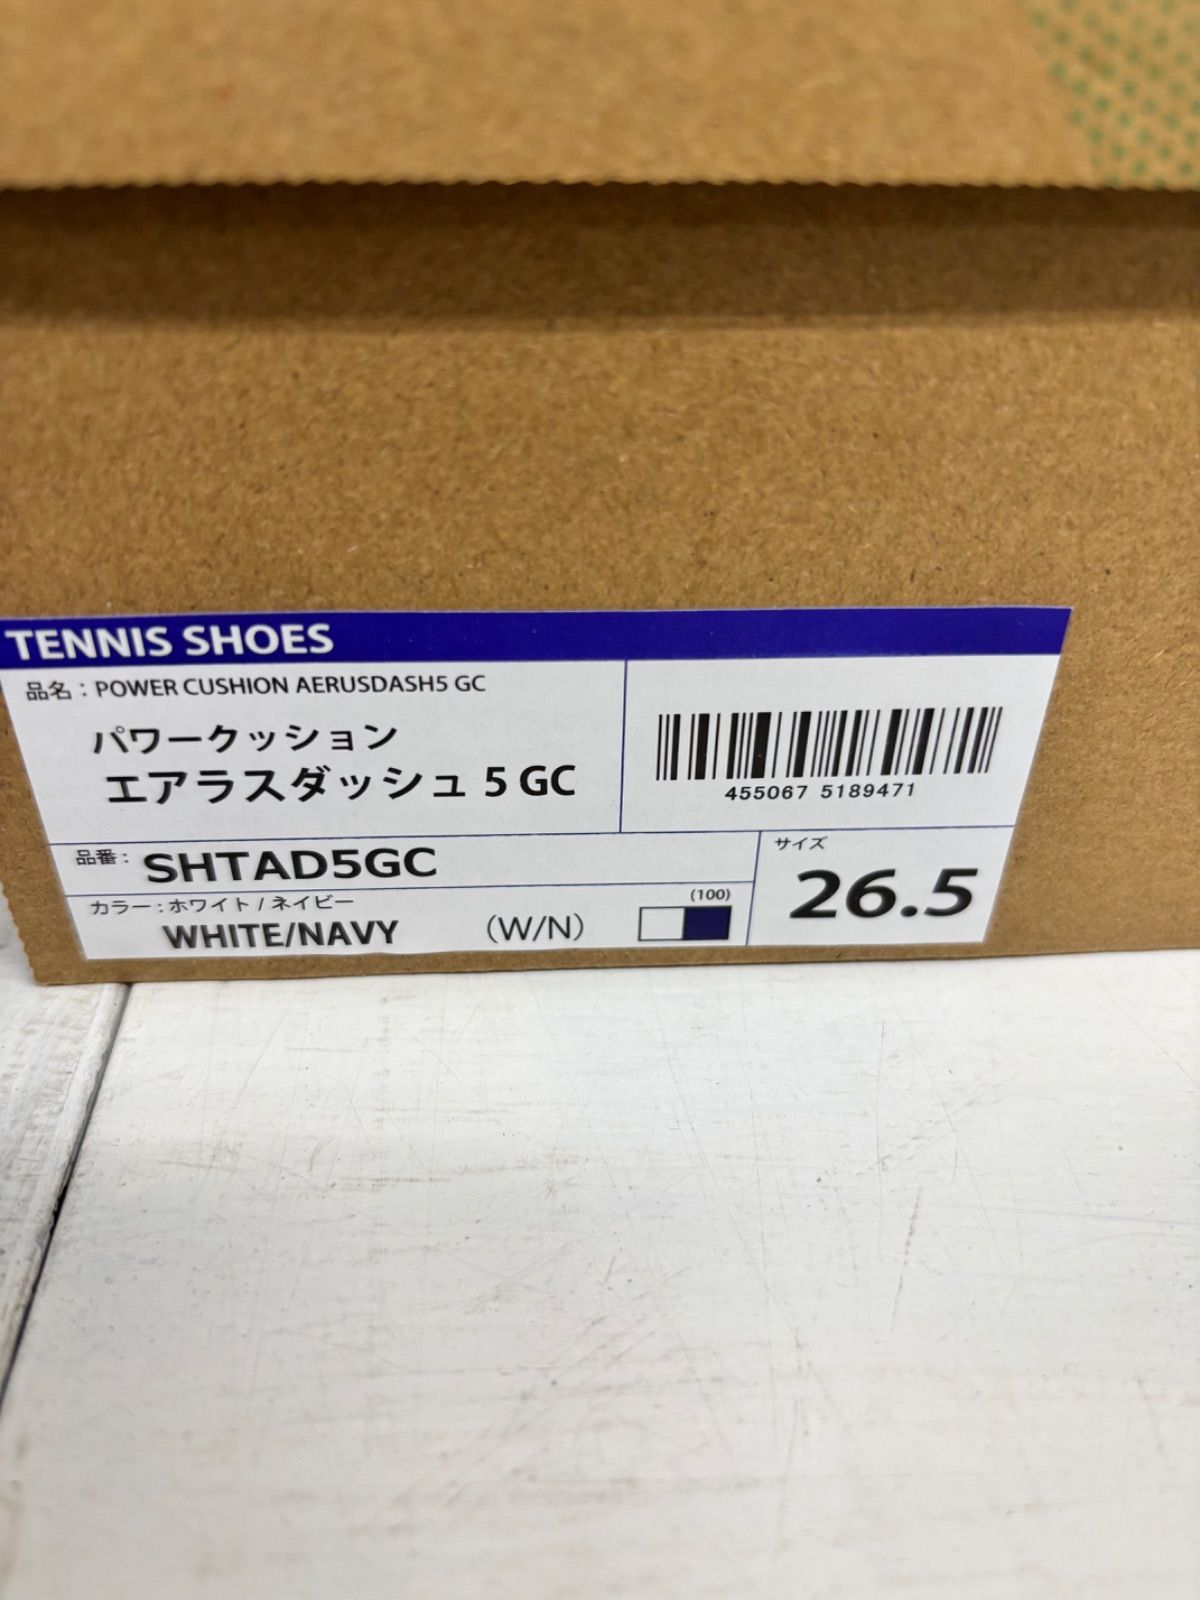 TENNIS SHOES
品名：POWER CUSHION AERUSDASH5 GC
パワークッション
エアラスダッシュ 5 GC
455067 5189471
品番： SHTAD5GC
サイズ
26.5
カラー：ホワイト / ネイビー
WHITE/NAVY (W/N) (100)